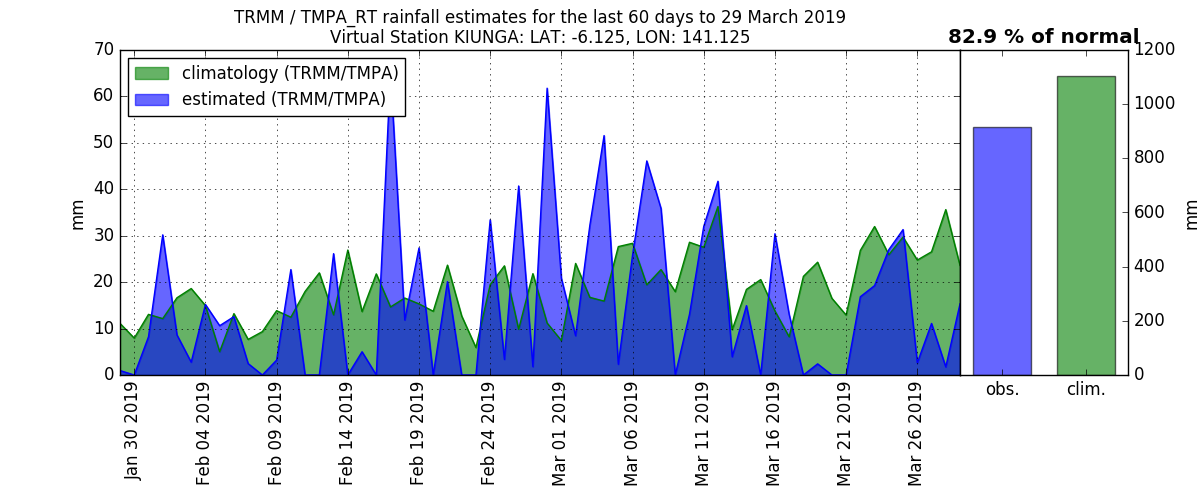 TRMM / TMPA_RT rainfall estimates for the last 60 days to 29 March 2019
Virtual Station KIUNGA: LAT: -6.125, LON: 141.125
82.9 % of normal
climatology (TRMM/TMPA)
estimated (TRMM/TMPA)
mm
70
60
50
40
30
20
10
0
Jan 30 2019
Feb 04 2019
Feb 09 2019
Feb 14 2019
Feb 19 2019
Feb 24 2019
Mar 01 2019
Mar 06 2019
Mar 11 2019
Mar 16 2019
Mar 21 2019
Mar 26 2019
obs.
clim.
1200
1000
800
600
400
200
0
mm